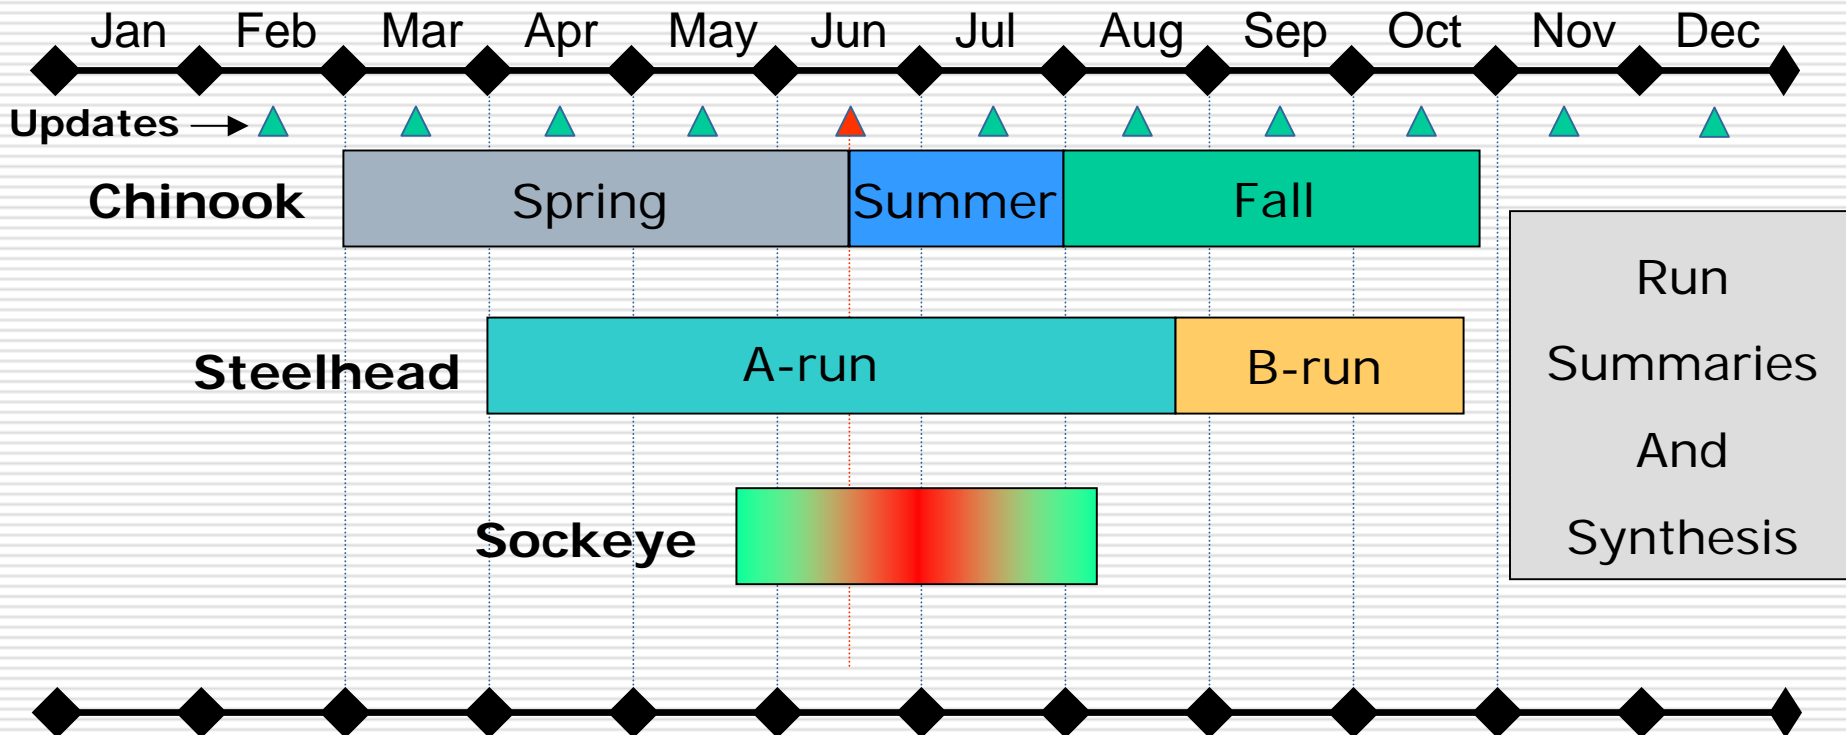 Jan Feb Mar Apr May Jun Jul Aug Sep Oct Nov Dec
Updates
Chinook Spring Summer Fall
Steelhead A-run B-run
Sockeye
Run
Summaries
And
Synthesis